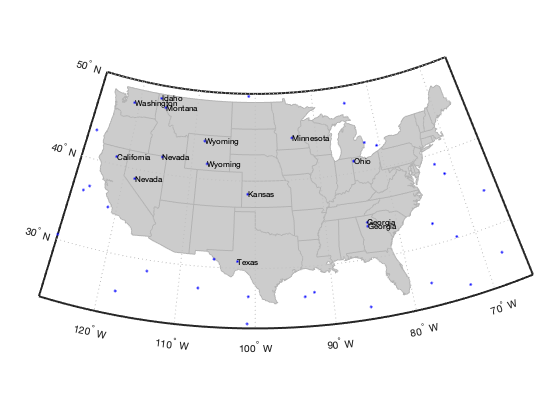 50° N
Idaho
Washington
Montana
Minnesota
Wyoming
40° N
California
Nevada
Ohio
Wyoming
Nevada
Kansas
Georgia
Georgia
30° N
Texas
120° W
110° W
100° W
90° W
80° W
70° W